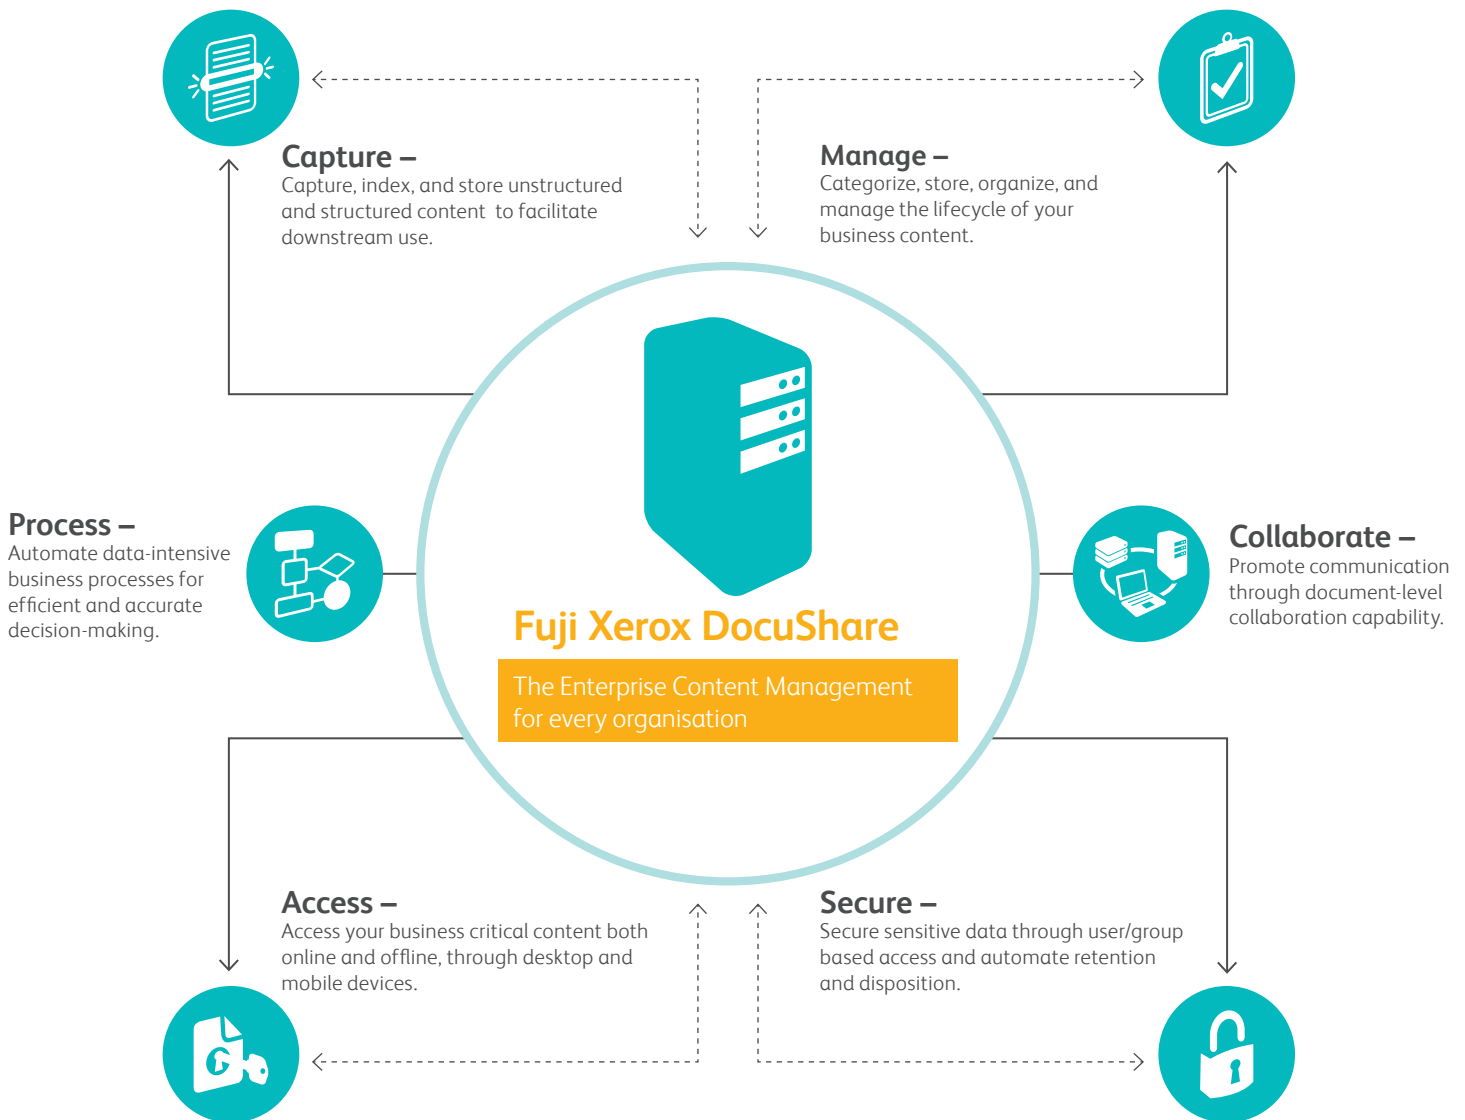 Capture –
Capture, index, and store unstructured
and structured content  to facilitate
downstream use.
Manage –
Categorize, store, organize, and
manage the lifecycle of your
business content.
Process –
Automate data-intensive
business processes for
efficient and accurate
decision-making.
Fuji Xerox DocuShare
The Enterprise Content Management
for every organisation
Collaborate –
Promote communication
through document-level
collaboration capability.
Access –
Access your business critical content both
online and offline, through desktop and
mobile devices.
Secure –
Secure sensitive data through user/group
based access and automate retention
and disposition.